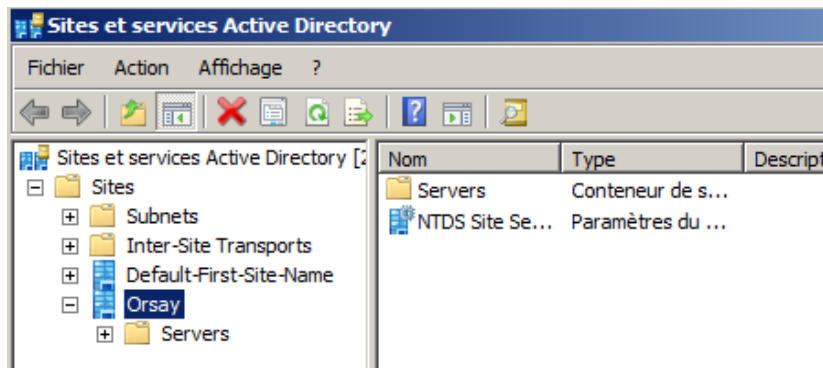 Sites et services Active Directory
Fichier Action Affichage ?
Sites et services Active Directory [2
Sites
Subnets
Inter-Site Transports
Default-First-Site-Name
Orsay
Servers
Nom Type Descript
Servers Conteneur de s...
NTDS Site Se... Paramètres du ...